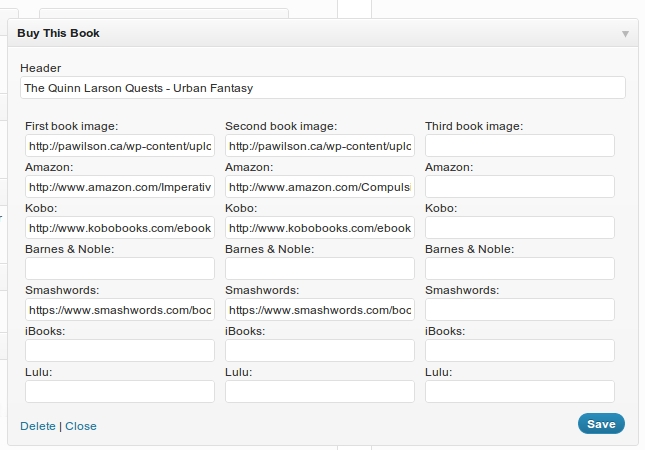 Buy This Book
Header
The Quinn Larson Quests - Urban Fantasy
First book image: Second book image: Third book image:
http://pawilson.ca/wp-content/uplo http://pawilson.ca/wp-content/uplo
Amazon: Amazon: Amazon:
http://www.amazon.com/Imperativ http://www.amazon.com/Compulsi
Kobo: Kobo: Kobo:
http://www.kobobooks.com/ebook http://www.kobobooks.com/ebook
Barnes & Noble: Barnes & Noble: Barnes & Noble:
Smashwords: Smashwords: Smashwords:
https://www.smashwords.com/boo https://www.smashwords.com/boo
iBooks: iBooks: iBooks:
Lulu: Lulu: Lulu:
Delete | Close Save